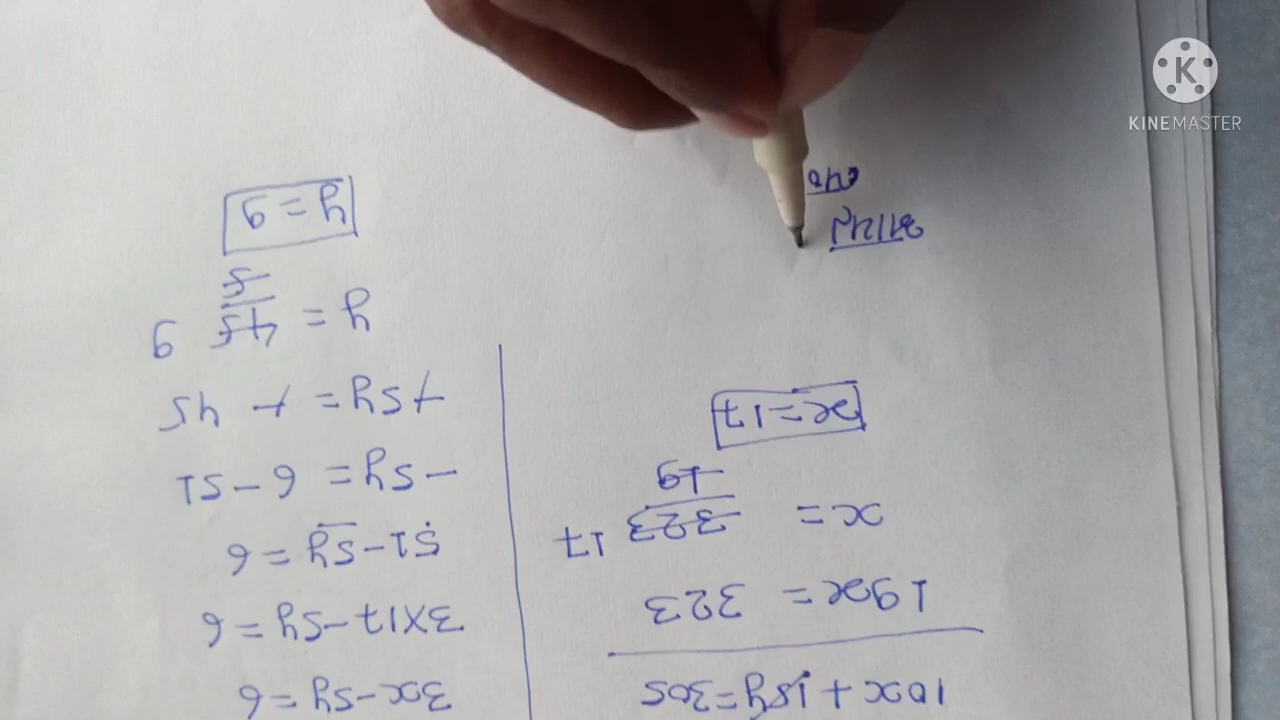 10x + 15y = 305
19x = 323
x = 323/19 17
x = 17
3x - 5y = 6
3×17 - 5y = 6
51 - 5y = 6
- 5y = 6 - 51
+ 5y = + 45
y = 45/5 9
y = 9
K
KINEMASTER